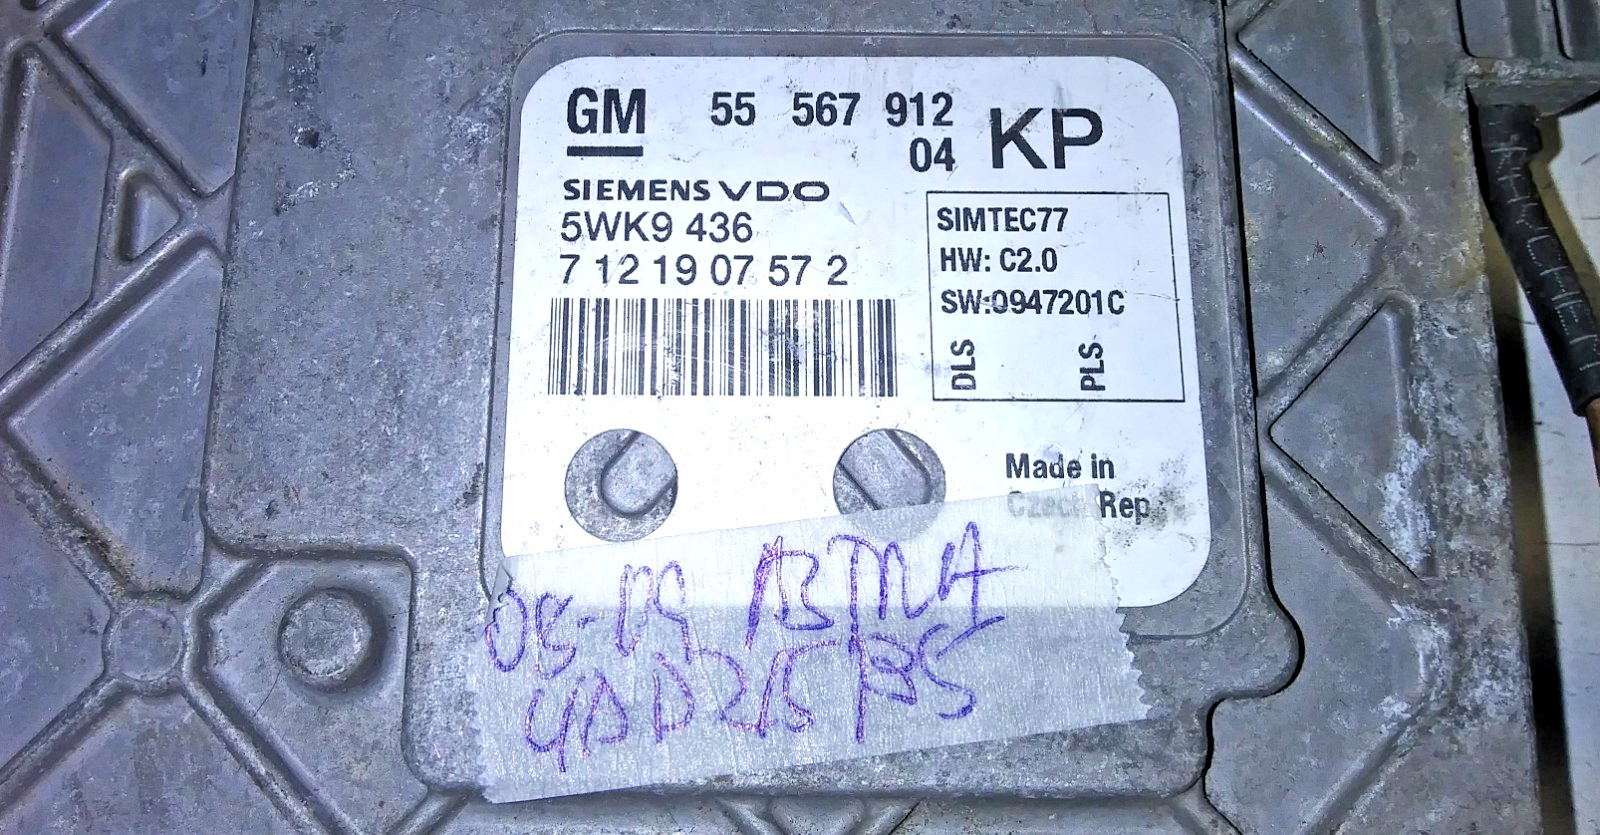 GM 55 567 912
04 KP
SIEMENS VDO
5WK9 436
7 12 19 07 57 2
SIMTEC77
HW: C2.0
SW:0947201C
DLS PLS
Made in
Czech Rep
08-09